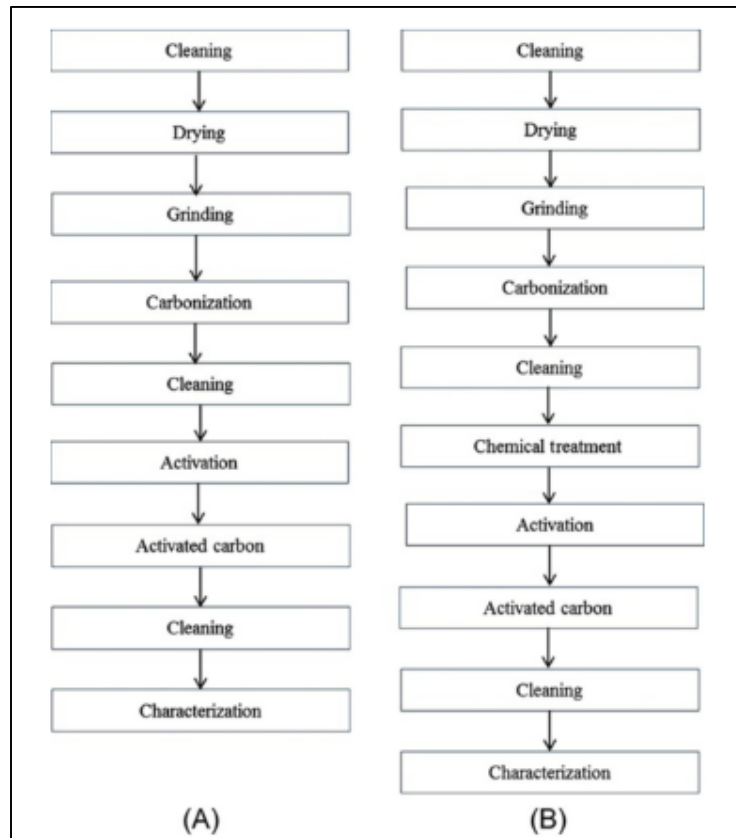 Cleaning
Drying
Grinding
Carbonization
Cleaning
Activation
Activated carbon
Cleaning
Characterization
(A)
Cleaning
Drying
Grinding
Carbonization
Cleaning
Chemical treatment
Activation
Activated carbon
Cleaning
Characterization
(B)